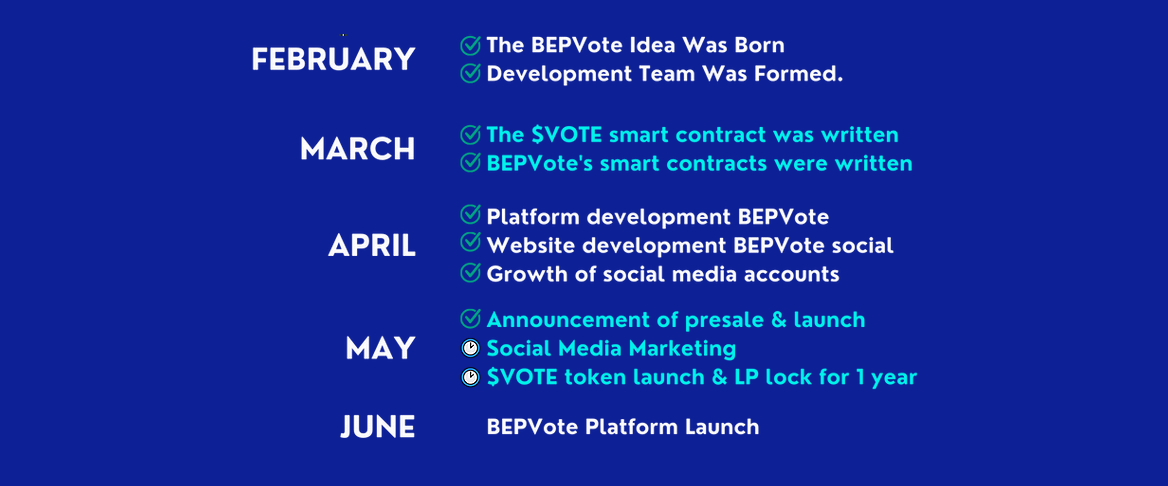 FEBRUARY
The BEPVote Idea Was Born
Development Team Was Formed.
MARCH
The $VOTE smart contract was written
BEPVote's smart contracts were written
APRIL
Platform development BEPVote
Website development BEPVote social
Growth of social media accounts
MAY
Announcement of presale & launch
Social Media Marketing
$VOTE token launch & LP lock for 1 year
JUNE
BEPVote Platform Launch